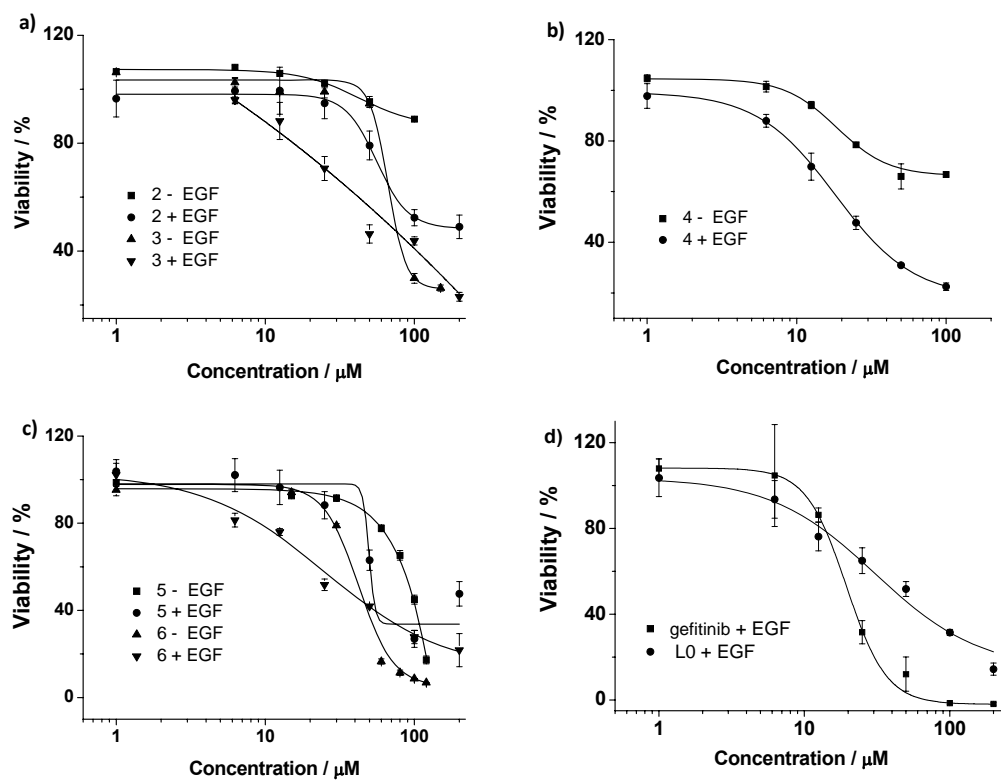 a)
120
80
40
Viability / %
2 - EGF
2 + EGF
3 - EGF
3 + EGF
1
10
100
Concentration / µM
b)
120
80
40
Viability / %
4 - EGF
4 + EGF
1
10
100
Concentration / µM
c)
120
80
40
0
Viability / %
5 - EGF
5 + EGF
6 - EGF
6 + EGF
1
10
100
Concentration / µM
d)
120
80
40
0
Viability / %
gefitinib + EGF
L0 + EGF
1
10
100
Concentration / µM